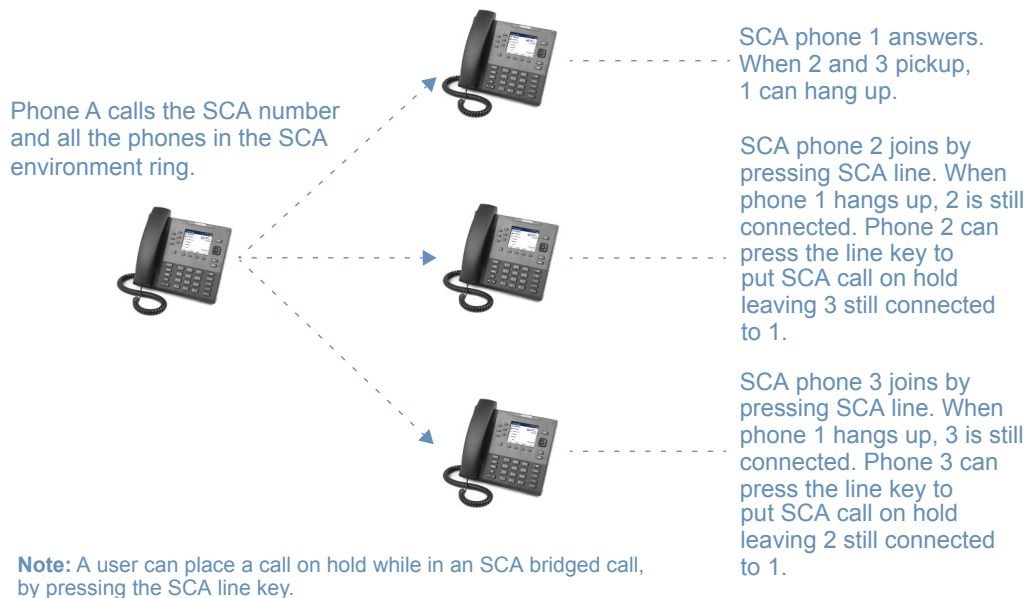 Phone A calls the SCA number
and all the phones in the SCA
environment ring.
SCA phone 1 answers.
When 2 and 3 pickup,
1 can hang up.
SCA phone 2 joins by
pressing SCA line. When
phone 1 hangs up, 2 is still
connected. Phone 2 can
press the line key to
put SCA call on hold
leaving 3 still connected
to 1.
SCA phone 3 joins by
pressing SCA line. When
phone 1 hangs up, 3 is still
connected. Phone 3 can
press the line key to
put SCA call on hold
leaving 2 still connected
to 1.
Note: A user can place a call on hold while in an SCA bridged call,
by pressing the SCA line key.